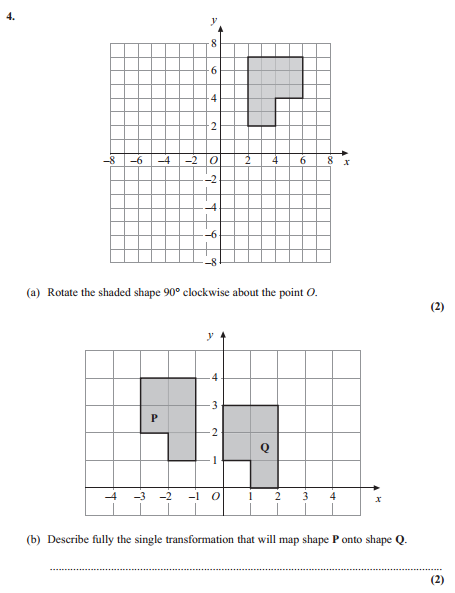 4.
y
8
6
4
2
–8 –6 –4 –2 O 2 4 6 8 x
–2
–4
–6
–8
(a) Rotate the shaded shape 90° clockwise about the point O.
(2)
y
4
3
P
2
Q
1
–4 –3 –2 –1 O 1 2 3 4 x
(b) Describe fully the single transformation that will map shape P onto shape Q.
(2)